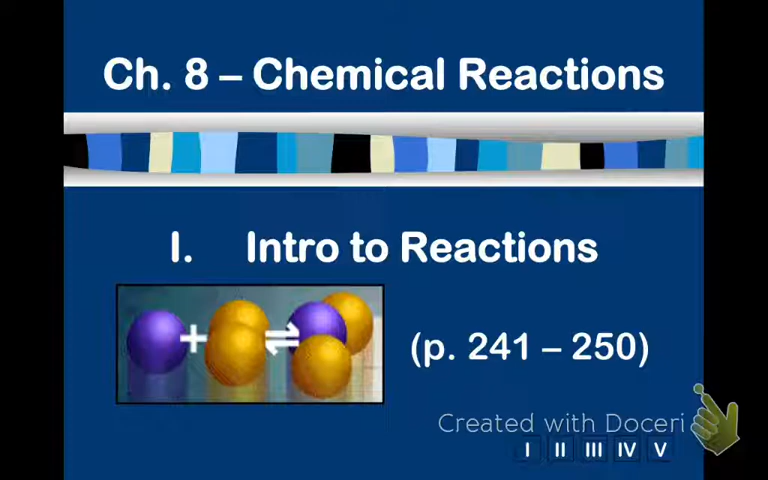 Ch. 8 – Chemical Reactions
I. Intro to Reactions
+ ⇌
(p. 241 – 250)
Created with Doceri
I II III IV V